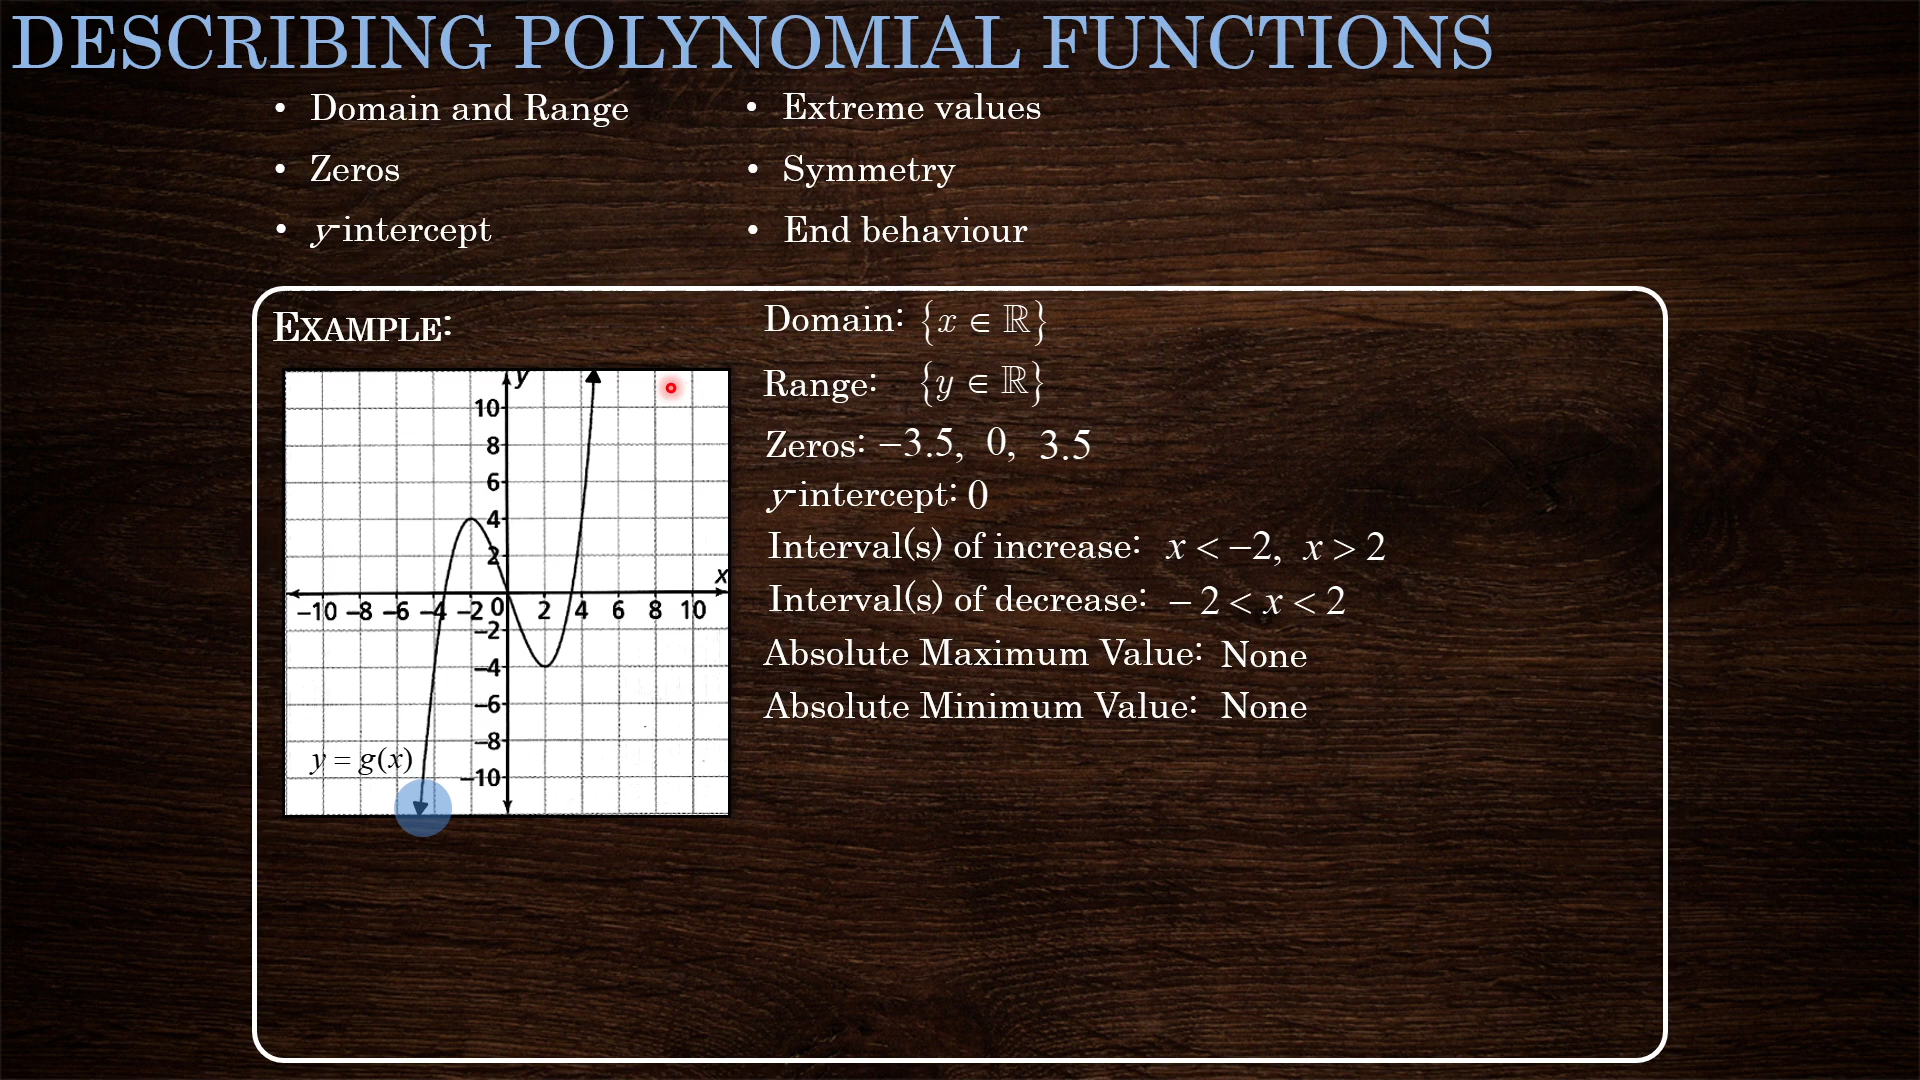 DESCRIBING POLYNOMIAL FUNCTIONS
• Domain and Range
• Zeros
• y-intercept
• Extreme values
• Symmetry
• End behaviour
EXAMPLE:
y
10
8
6
4
2
x
−10 −8 −6 −4 −2 0 2 4 6 8 10
−2
−4
−6
−8
−10
y = g(x)
Domain: {x ∈ ℝ}
Range: {y ∈ ℝ}
Zeros: −3.5, 0, 3.5
y-intercept: 0
Interval(s) of increase: x < −2, x > 2
Interval(s) of decrease: − 2 < x < 2
Absolute Maximum Value: None
Absolute Minimum Value: None